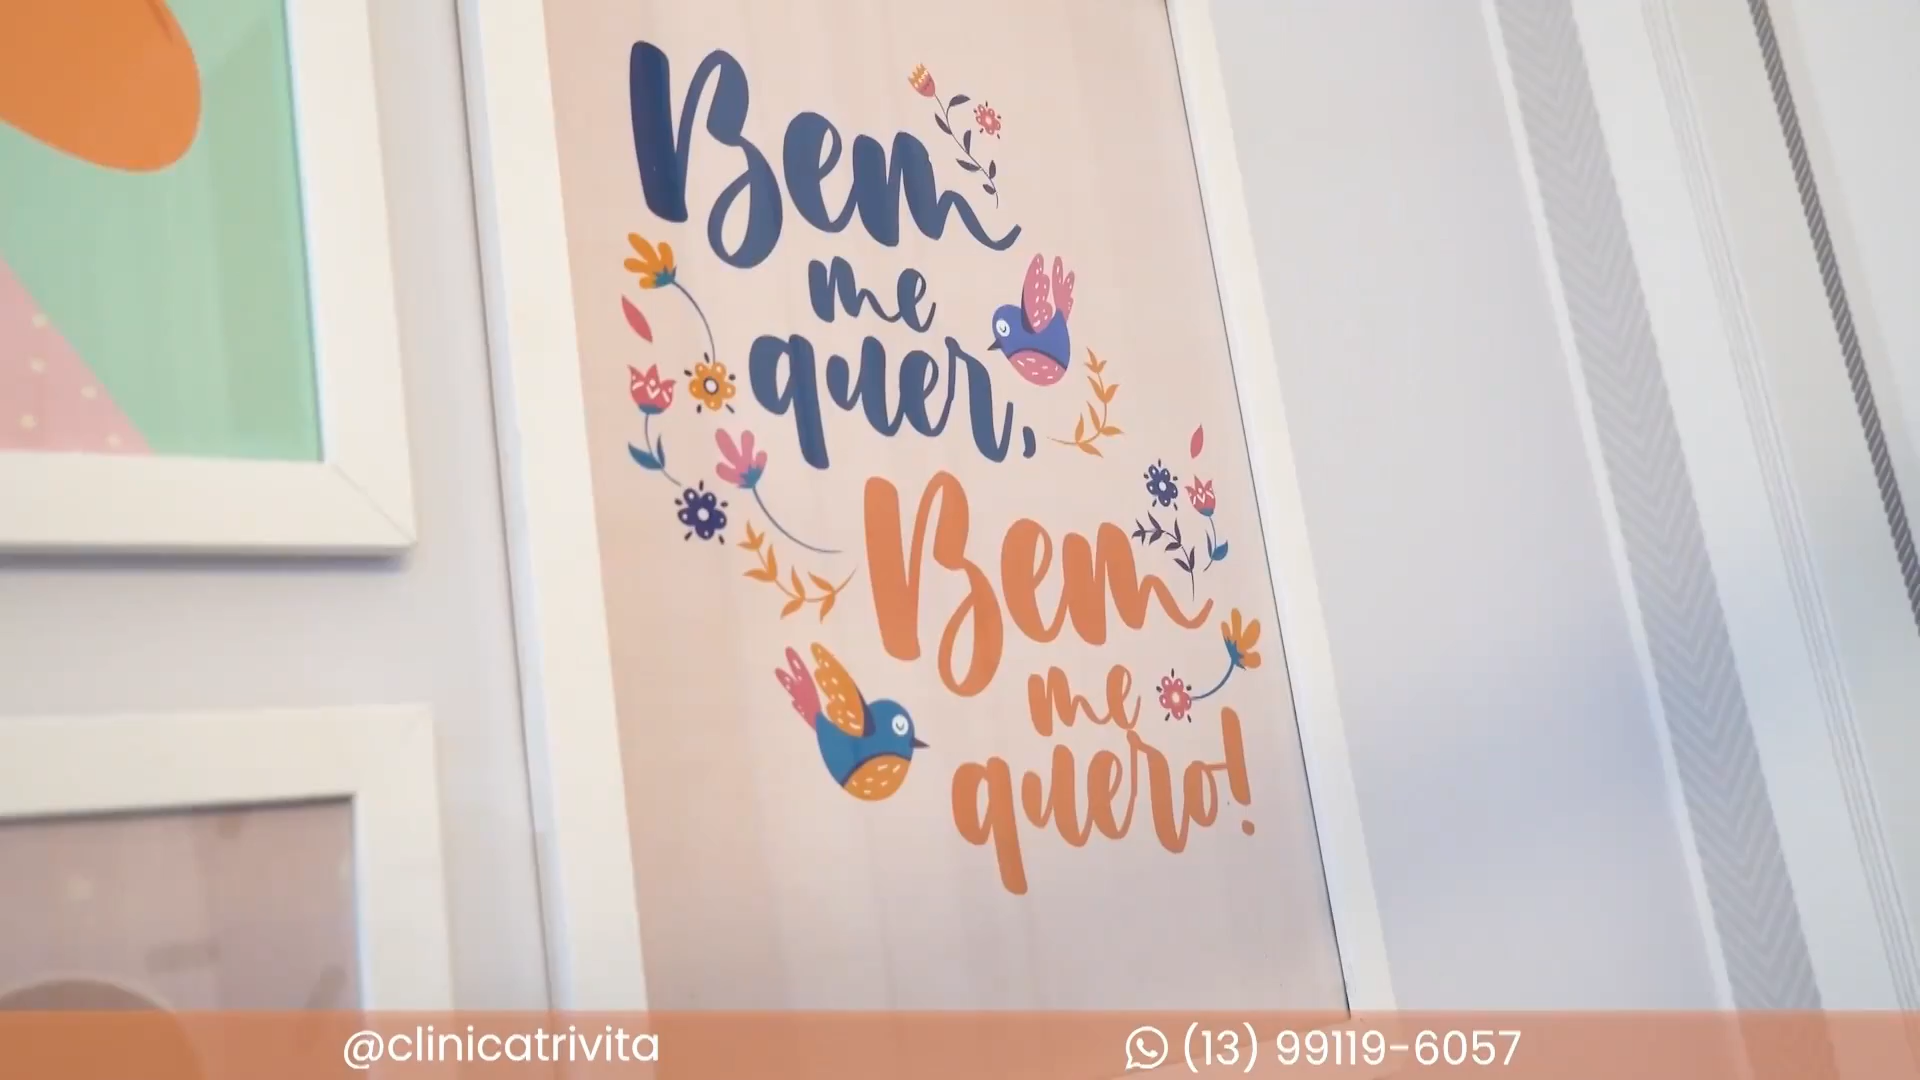 Bem
me
quer,
Bem
me
quero!
@clinicatrivita
(13) 99119-6057